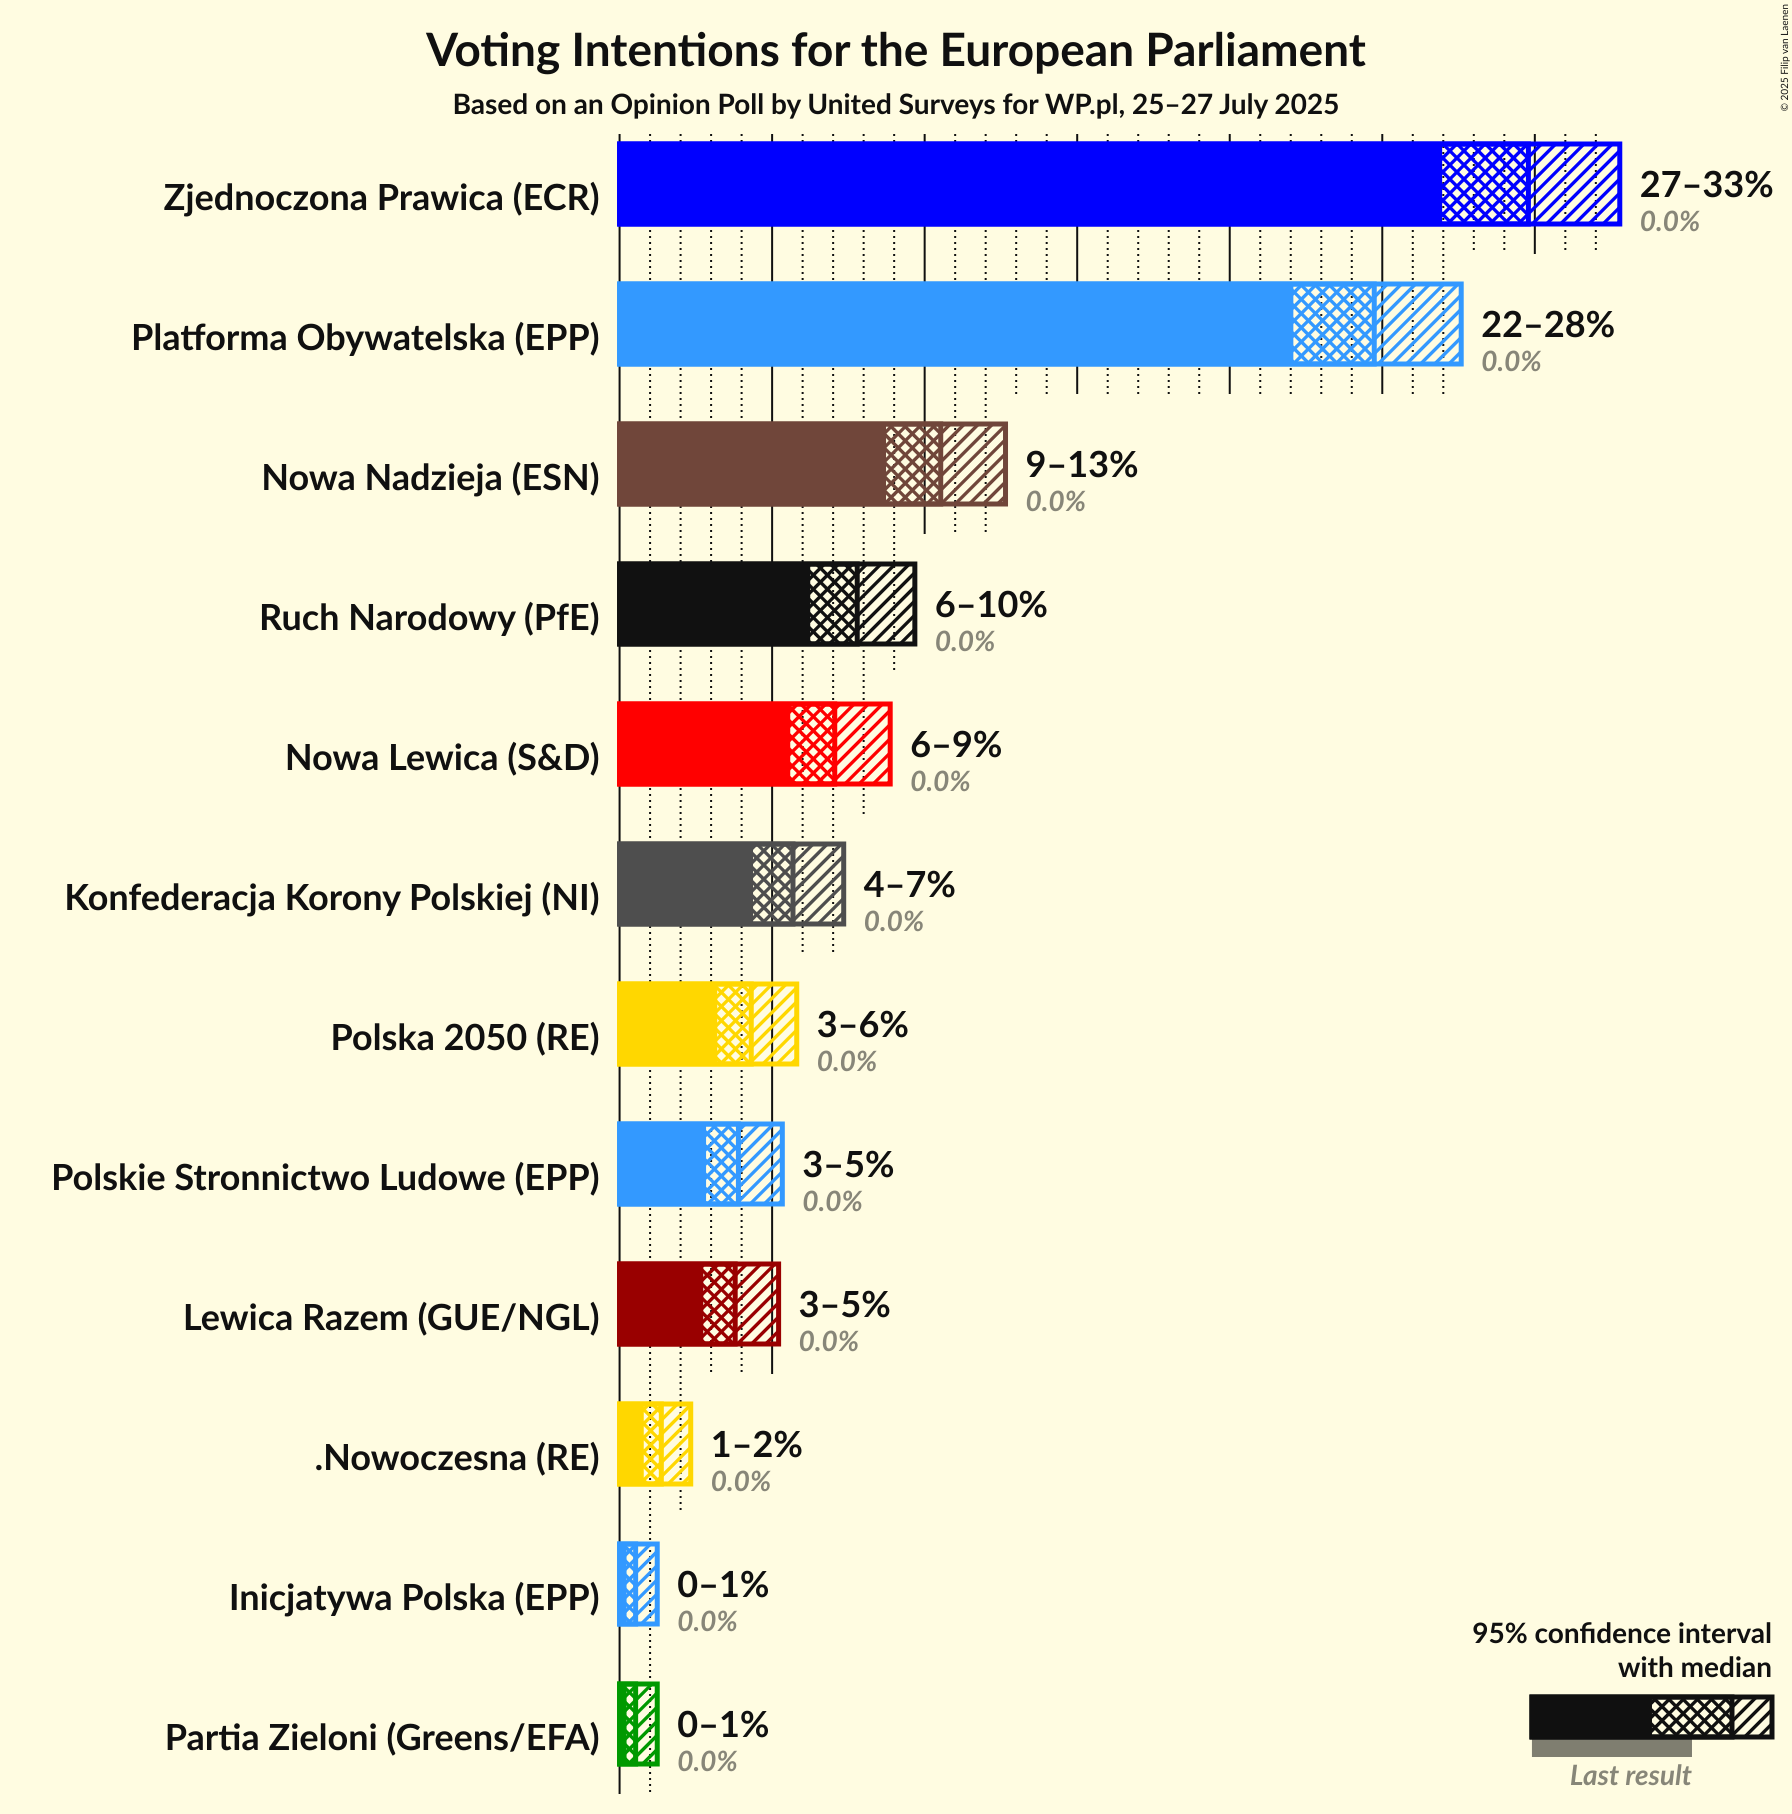 Voting Intentions for the European Parliament
Based on an Opinion Poll by United Surveys for WP.pl, 25–27 July 2025
© 2025 Filip van Laenen
Zjednoczona Prawica (ECR)
27–33%
0.0%
Platforma Obywatelska (EPP)
22–28%
0.0%
Nowa Nadzieja (ESN)
9–13%
0.0%
Ruch Narodowy (PfE)
6–10%
0.0%
Nowa Lewica (S&D)
6–9%
0.0%
Konfederacja Korony Polskiej (NI)
4–7%
0.0%
Polska 2050 (RE)
3–6%
0.0%
Polskie Stronnictwo Ludowe (EPP)
3–5%
0.0%
Lewica Razem (GUE/NGL)
3–5%
0.0%
.Nowoczesna (RE)
1–2%
0.0%
Inicjatywa Polska (EPP)
0–1%
0.0%
Partia Zieloni (Greens/EFA)
0–1%
0.0%
95% confidence interval
with median
Last result